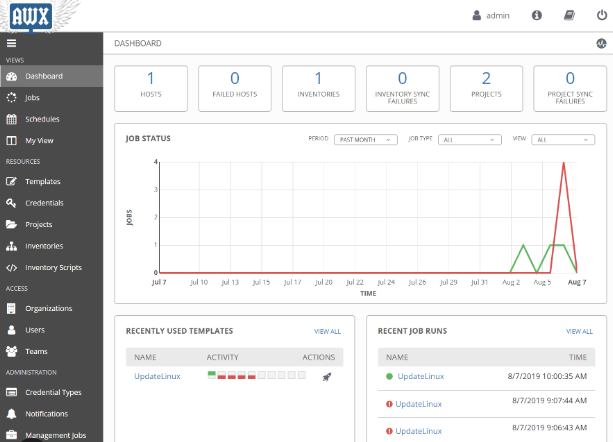 AWX
admin
VIEWS
Dashboard
Jobs
Schedules
My View
RESOURCES
Templates
Credentials
Projects
Inventories
Inventory Scripts
ACCESS
Organizations
Users
Teams
ADMINISTRATION
Credential Types
Notifications
Management Jobs
DASHBOARD
1
HOSTS
0
FAILED HOSTS
1
INVENTORIES
0
INVENTORY SYNC
FAILURES
2
PROJECTS
0
PROJECT SYNC
FAILURES
JOB STATUS
PERIOD PAST MONTH JOB TYPE ALL VIEW ALL
JOBS
4
3
2
1
0
Jul 7 Jul 10 Jul 13 Jul 15 Jul 17 Jul 20 Jul 22 Jul 24 Jul 26 Jul 29 Jul 31 Aug 2 Aug 5 Aug 7
TIME
RECENTLY USED TEMPLATES VIEW ALL
NAME ACTIVITY ACTIONS
UpdateLinux
RECENT JOB RUNS VIEW ALL
NAME TIME
UpdateLinux 8/7/2019 10:00:35 AM
UpdateLinux 8/7/2019 9:07:44 AM
UpdateLinux 8/7/2019 9:06:43 AM